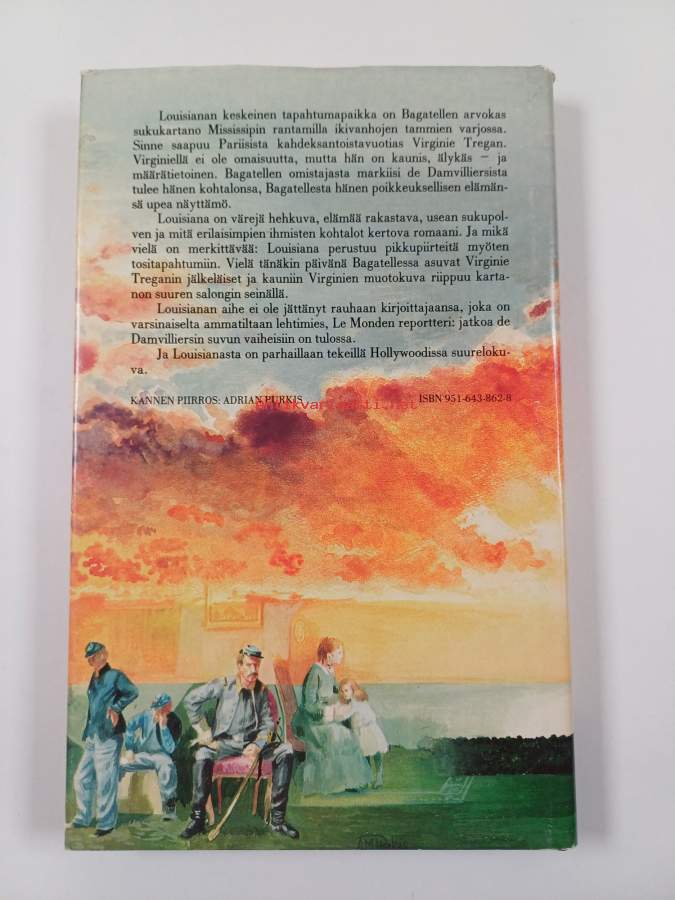 Louisianan keskeinen tapahtumapaikka on Bagatellen arvokas
sukukartano Mississipin rantamilla ikivanhojen tammien varjossa.
Sinne saapuu Pariisista kahdeksantoistavuotias Virginie Tregan.
Virginiellä ei ole omaisuutta, mutta hän on kaunis, älykäs – ja
määrätietoinen. Bagatellen omistajasta markiisi de Damvilliersista
tulee hänen kohtalonsa, Bagatellesta hänen poikkeuksellisen elämän-
sä upea näyttämö.
Louisiana on värejä hehkuva, elämää rakastava, usean sukupol-
ven ja mitä erilaisimpien ihmisten kohtalot kertova romaani. Ja mikä
vielä on merkittävää: Louisiana perustuu pikkupiirteitä myöten
tositapahtumiin. Vielä tänäkin päivänä Bagatellessa asuvat Virginie
Treganin jälkeläiset ja kauniin Virginien muotokuva riippuu karta-
non suuren salongin seinällä.
Louisianan aihe ei ole jättänyt rauhaan kirjoittajaansa, joka on
varsinaiselta ammatiltaan lehtimies, Le Monden reportteri: jatkoa de
Damvilliersin suvun vaiheisiin on tulossa.
Ja Louisianasta on parhaillaan tekeillä Hollywoodissa suureloku-
va.
KANNEN PIIRROS: ADRIAN PURKIS ISBN 951-643-862-8